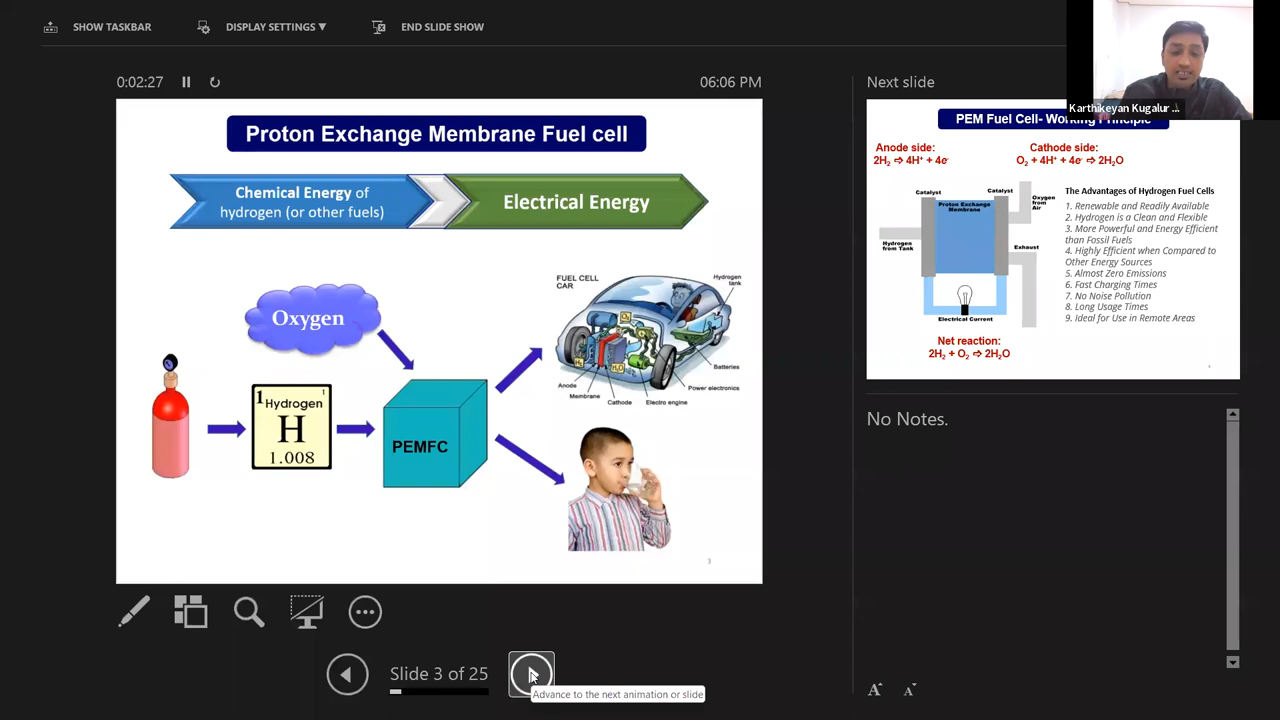 SHOW TASKBAR
DISPLAY SETTINGS ▼
END SLIDE SHOW
0:02:27
06:06 PM
Proton Exchange Membrane Fuel cell
Chemical Energy of
hydrogen (or other fuels)
Electrical Energy
Oxygen
1 Hydrogen 1
H
1.008
PEMFC
FUEL CELL
CAR
Hydrogen
tank
O2
H2
H2O
Batteries
Power electronics
Anode
Membrane
Cathode
Electro engine
3
Slide 3 of 25
Advance to the next animation or slide
Next slide
Karthikeyan Kugalur ...
PEM Fuel Cell- Working Principle
Anode side:
2H₂ ⇨ 4H⁺ + 4e⁻
Cathode side:
O₂ + 4H⁺ + 4e⁻ ⇨ 2H₂O
Catalyst
Catalyst
Proton Exchange
Membrane
Oxygen
from
Air
Hydrogen
from Tank
Exhaust
Electrical Current
Net reaction:
2H₂ + O₂ ⇨ 2H₂O
The Advantages of Hydrogen Fuel Cells
1. Renewable and Readily Available
2. Hydrogen is a Clean and Flexible
3. More Powerful and Energy Efficient
than Fossil Fuels
4. Highly Efficient when Compared to
Other Energy Sources
5. Almost Zero Emissions
6. Fast Charging Times
7. No Noise Pollution
8. Long Usage Times
9. Ideal for Use in Remote Areas
4
No Notes.
A A